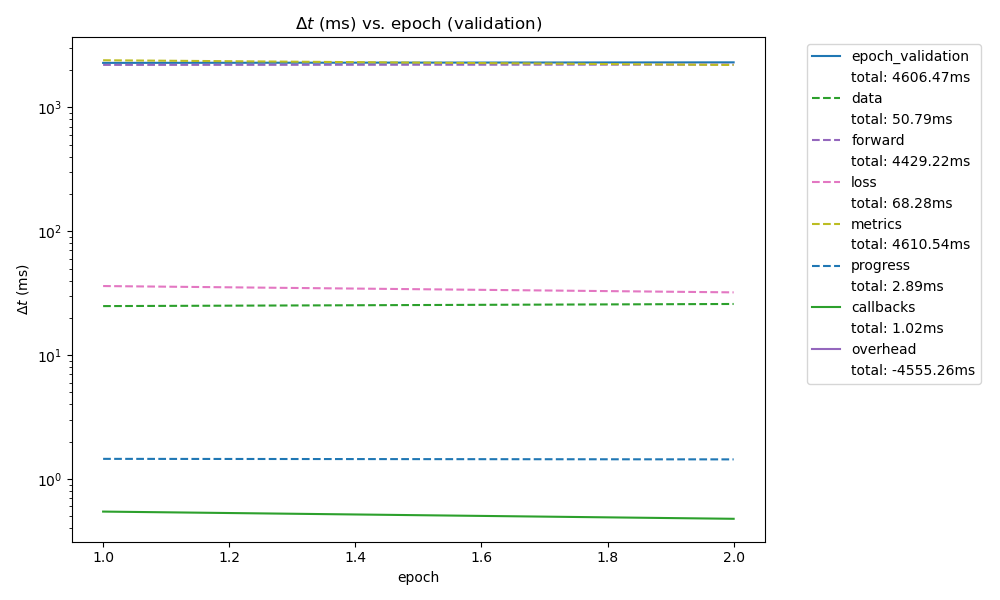 Δt (ms) vs. epoch (validation)
epoch_validation
total: 4606.47ms
data
total: 50.79ms
forward
total: 4429.22ms
loss
total: 68.28ms
metrics
total: 4610.54ms
progress
total: 2.89ms
callbacks
total: 1.02ms
overhead
total: -4555.26ms
Δt (ms)
10³
10²
10¹
10⁰
1.0 1.2 1.4 1.6 1.8 2.0
epoch